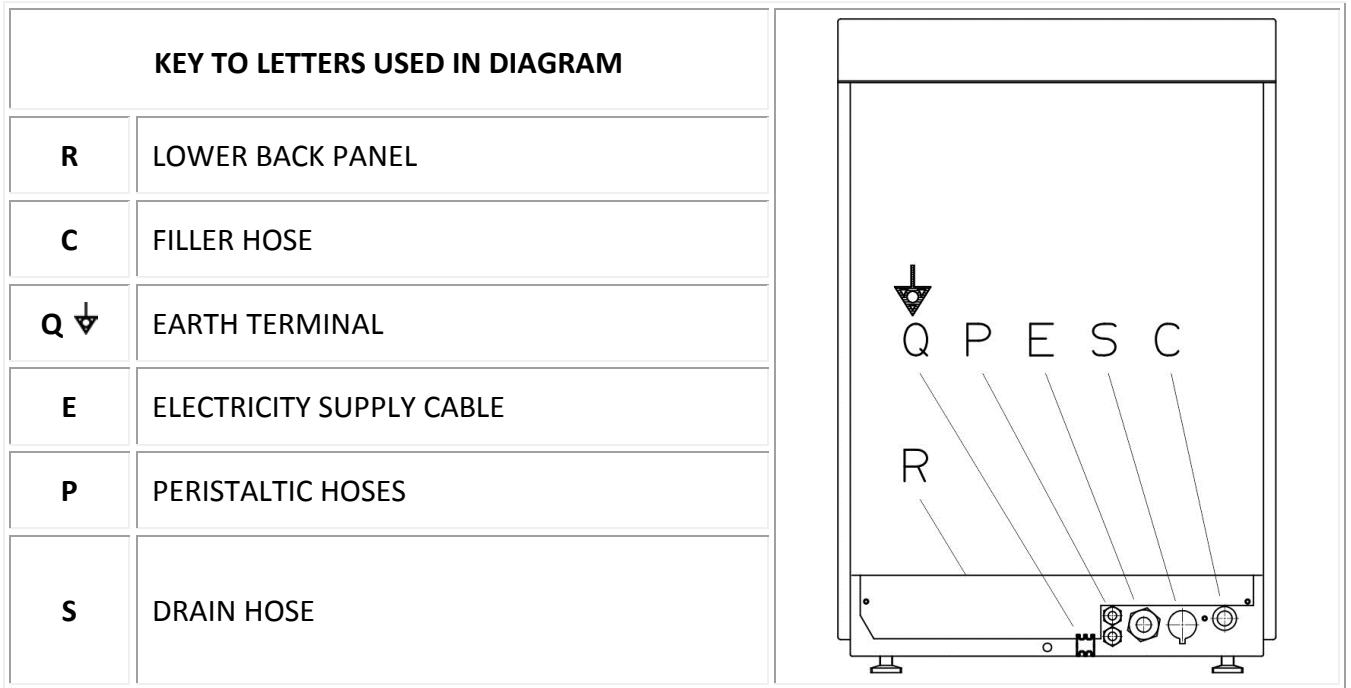 KEY TO LETTERS USED IN DIAGRAM
R LOWER BACK PANEL
C FILLER HOSE
Q EARTH TERMINAL
E ELECTRICITY SUPPLY CABLE
P PERISTALTIC HOSES
S DRAIN HOSE
Q P E S C
R